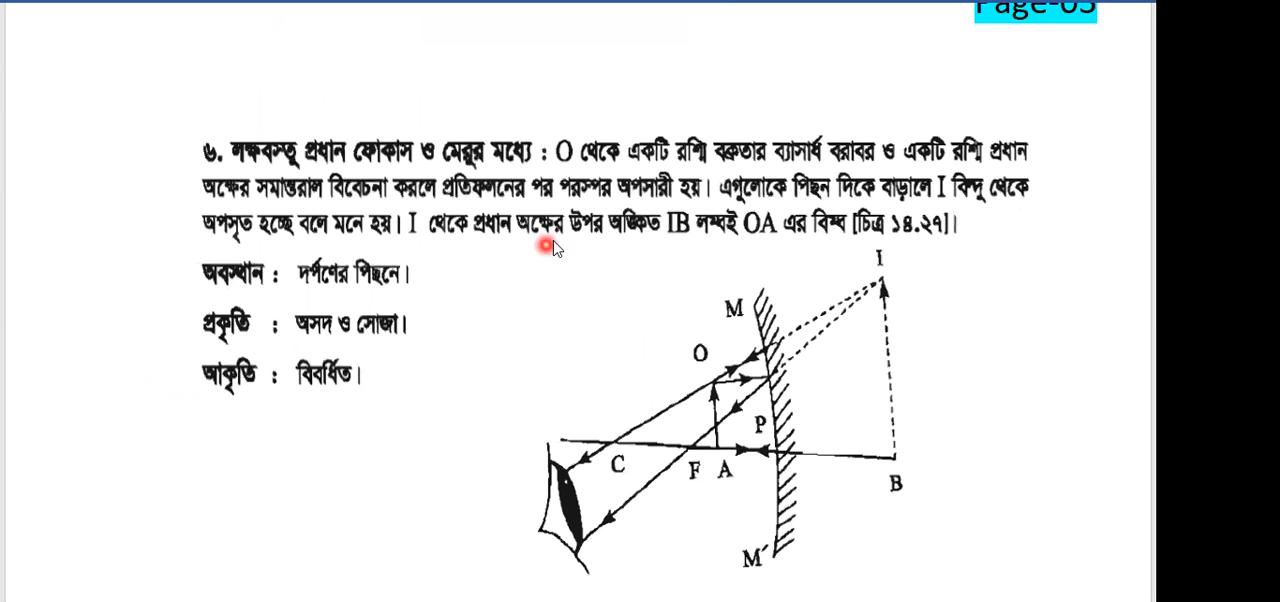 Page-03
৬. লক্ষবস্তু প্রধান ফোকাস ও মেরুর মধ্যে : O থেকে একটি রশ্মি বক্রতার ব্যাসার্ধ বরাবর ও একটি রশ্মি প্রধান
অক্ষের সমান্তরাল বিবেচনা করলে প্রতিফলনের পর পরস্পর অপসারী হয়। এগুলোকে পিছন দিকে বাড়ালে I বিন্দু থেকে
অপসৃত হচ্ছে বলে মনে হয়। I থেকে প্রধান অক্ষের উপর অঙ্কিত IB লম্বই OA এর বিম্ব [চিত্র ১৪.২৭]।
অবস্থান : দর্পণের পিছনে।
প্রকৃতি : অসদ ও সোজা।
আকৃতি : বিবর্ধিত।
I
M
O
P
C
F
A
B
M′